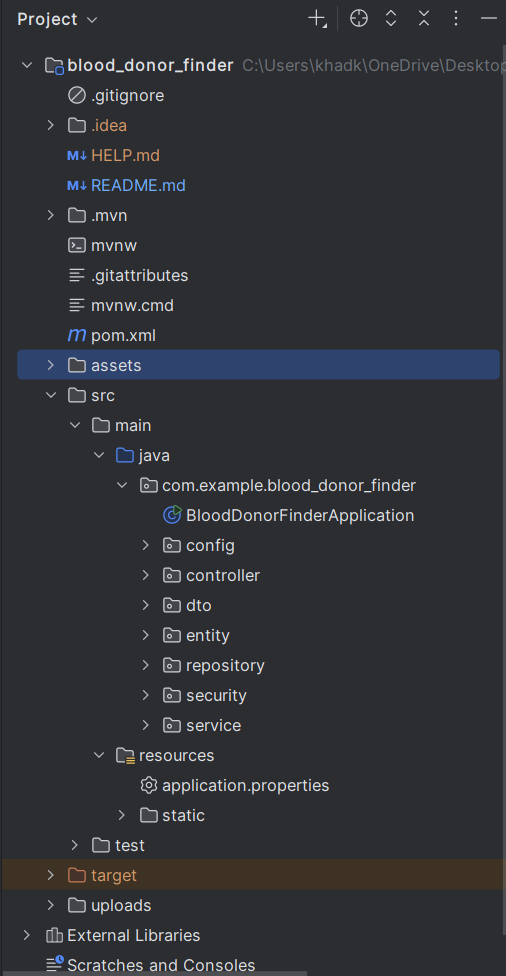 Project
blood_donor_finder C:\Users\khadk\OneDrive\Desktop
.gitignore
.idea
M↓ HELP.md
M↓ README.md
.mvn
mvnw
.gitattributes
mvnw.cmd
m pom.xml
assets
src
main
java
com.example.blood_donor_finder
BloodDonorFinderApplication
config
controller
dto
entity
repository
security
service
resources
application.properties
static
test
target
uploads
External Libraries
Scratches and Consoles